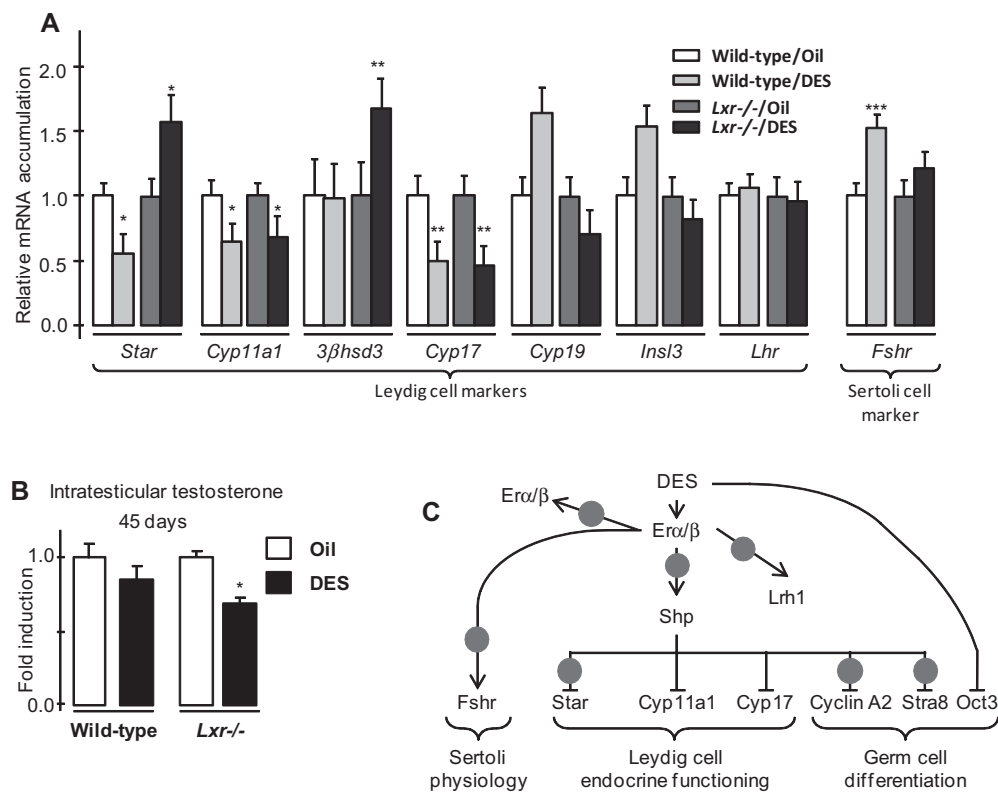 A
Relative mRNA accumulation
2.0
1.5
1.0
0.5
0.0
Wild-type/Oil
Wild-type/DES
Lxr-/-/Oil
Lxr-/-/DES
* * * * ** ** ** ***
Star Cyp11a1 3βhsd3 Cyp17 Cyp19 Insl3 Lhr Fshr
Leydig cell markers
Sertoli cell
marker
B
Intratesticular testosterone
45 days
Fold induction
1.0
0.0
Oil
DES
*
Wild-type Lxr-/-
C
DES
Erα/β
Erα/β
Lrh1
Shp
Fshr Star Cyp11a1 Cyp17 Cyclin A2 Stra8 Oct3
Sertoli
physiology
Leydig cell
endocrine functioning
Germ cell
differentiation